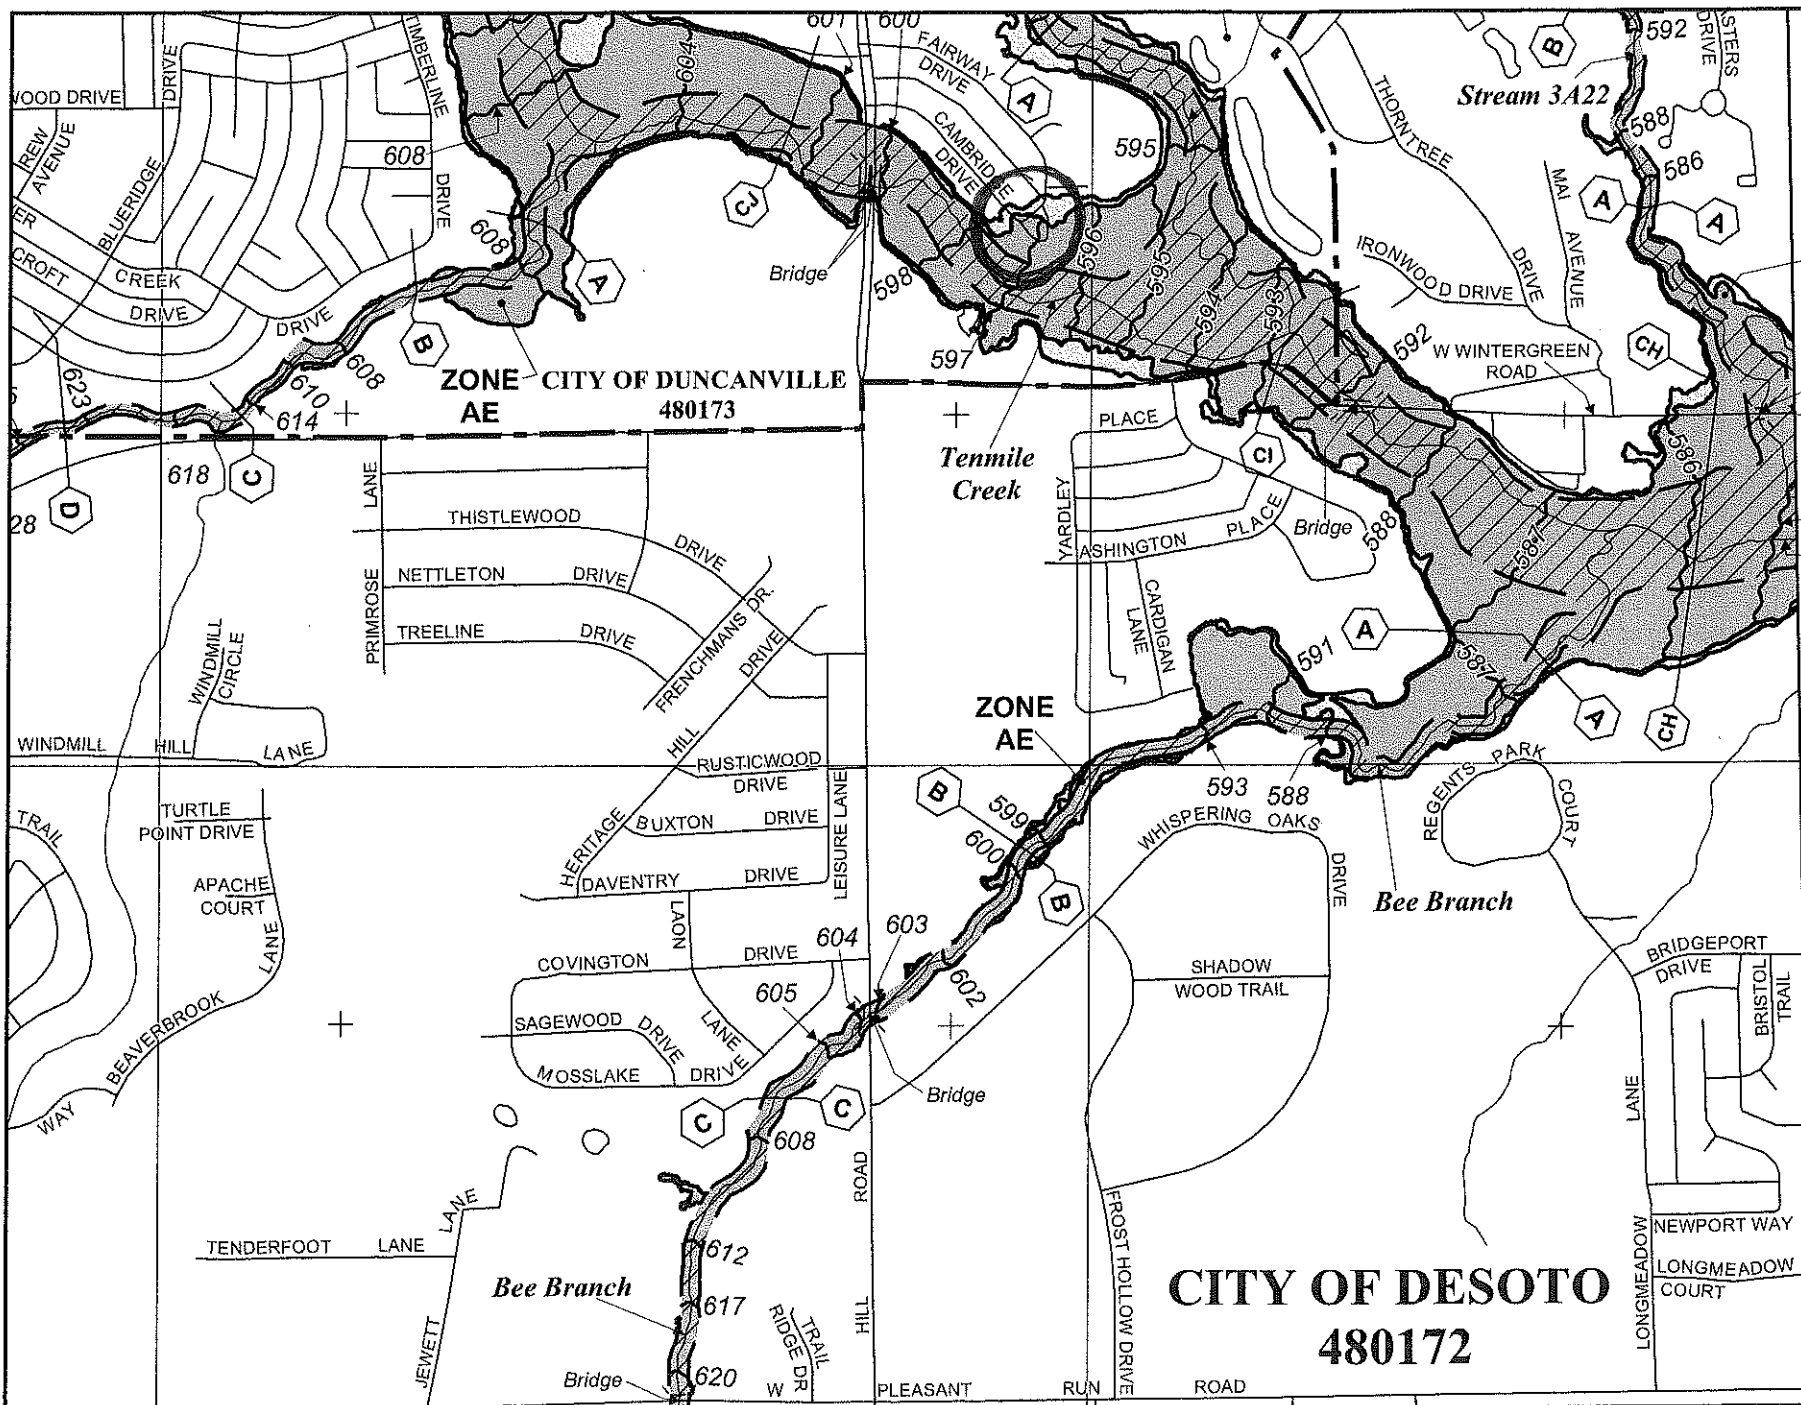 601
600
592
ASTERS
DRIVE
B
TIMBERLINE
DRIVE
DRIVE
604
FAIRWAY
DRIVE
A
THORNTREE
DRIVE
Stream 3A22
588
586
WOOD DRIVE
REW
AVENUE
BLUERIDGE
608
CAMBRIDGE
DRIVE
595
MAI
AVENUE
A
A
CJ
ER
CROFT
CREEK
DRIVE
DRIVE
608
A
B
Bridge
598
596
595
594
593
592
IRONWOOD DRIVE
597
CH
W WINTERGREEN
ROAD
623
608
610
614
ZONE
AE
CITY OF DUNCANVILLE
480173
618
C
D
28
Tenmile
Creek
PLACE
YARDLEY
CI
PLACE
Bridge
ASHINGTON
588
586
587
LANE
PRIMROSE
THISTLEWOOD
DRIVE
NETTLETON
DRIVE
TREELINE
DRIVE
FRENCHMANS DR.
CARDIGAN
LANE
A
591
587
A
CH
WINDMILL
CIRCLE
WINDMILL
HILL
LANE
HERITAGE
HILL
DRIVE
RUSTICWOOD
DRIVE
BUXTON
DRIVE
DAVENTRY
DRIVE
LEISURE LANE
ZONE
AE
B
599
600
B
593
588
WHISPERING
OAKS
DRIVE
REGENTS
PARK
COURT
TRAIL
TURTLE
POINT DRIVE
APACHE
COURT
LANE
BEAVERBROOK
WAY
LAON
LANE
COVINGTON
DRIVE
604
603
605
602
SAGEWOOD
DRIVE
MOSSLAKE
DRIVE
Bee Branch
SHADOW
WOOD TRAIL
BRIDGEPORT
DRIVE
BRISTOL
TRAIL
Bridge
C
C
608
ROAD
HILL
LANE
LONGMEADOW
TENDERFOOT
LANE
LANE
JEWETT
612
Bee Branch
617
620
Bridge
TRAIL
RIDGE DR
FROST HOLLOW DRIVE
NEWPORT WAY
LONGMEADOW
COURT
CITY OF DESOTO
480172
W
PLEASANT
RUN
ROAD